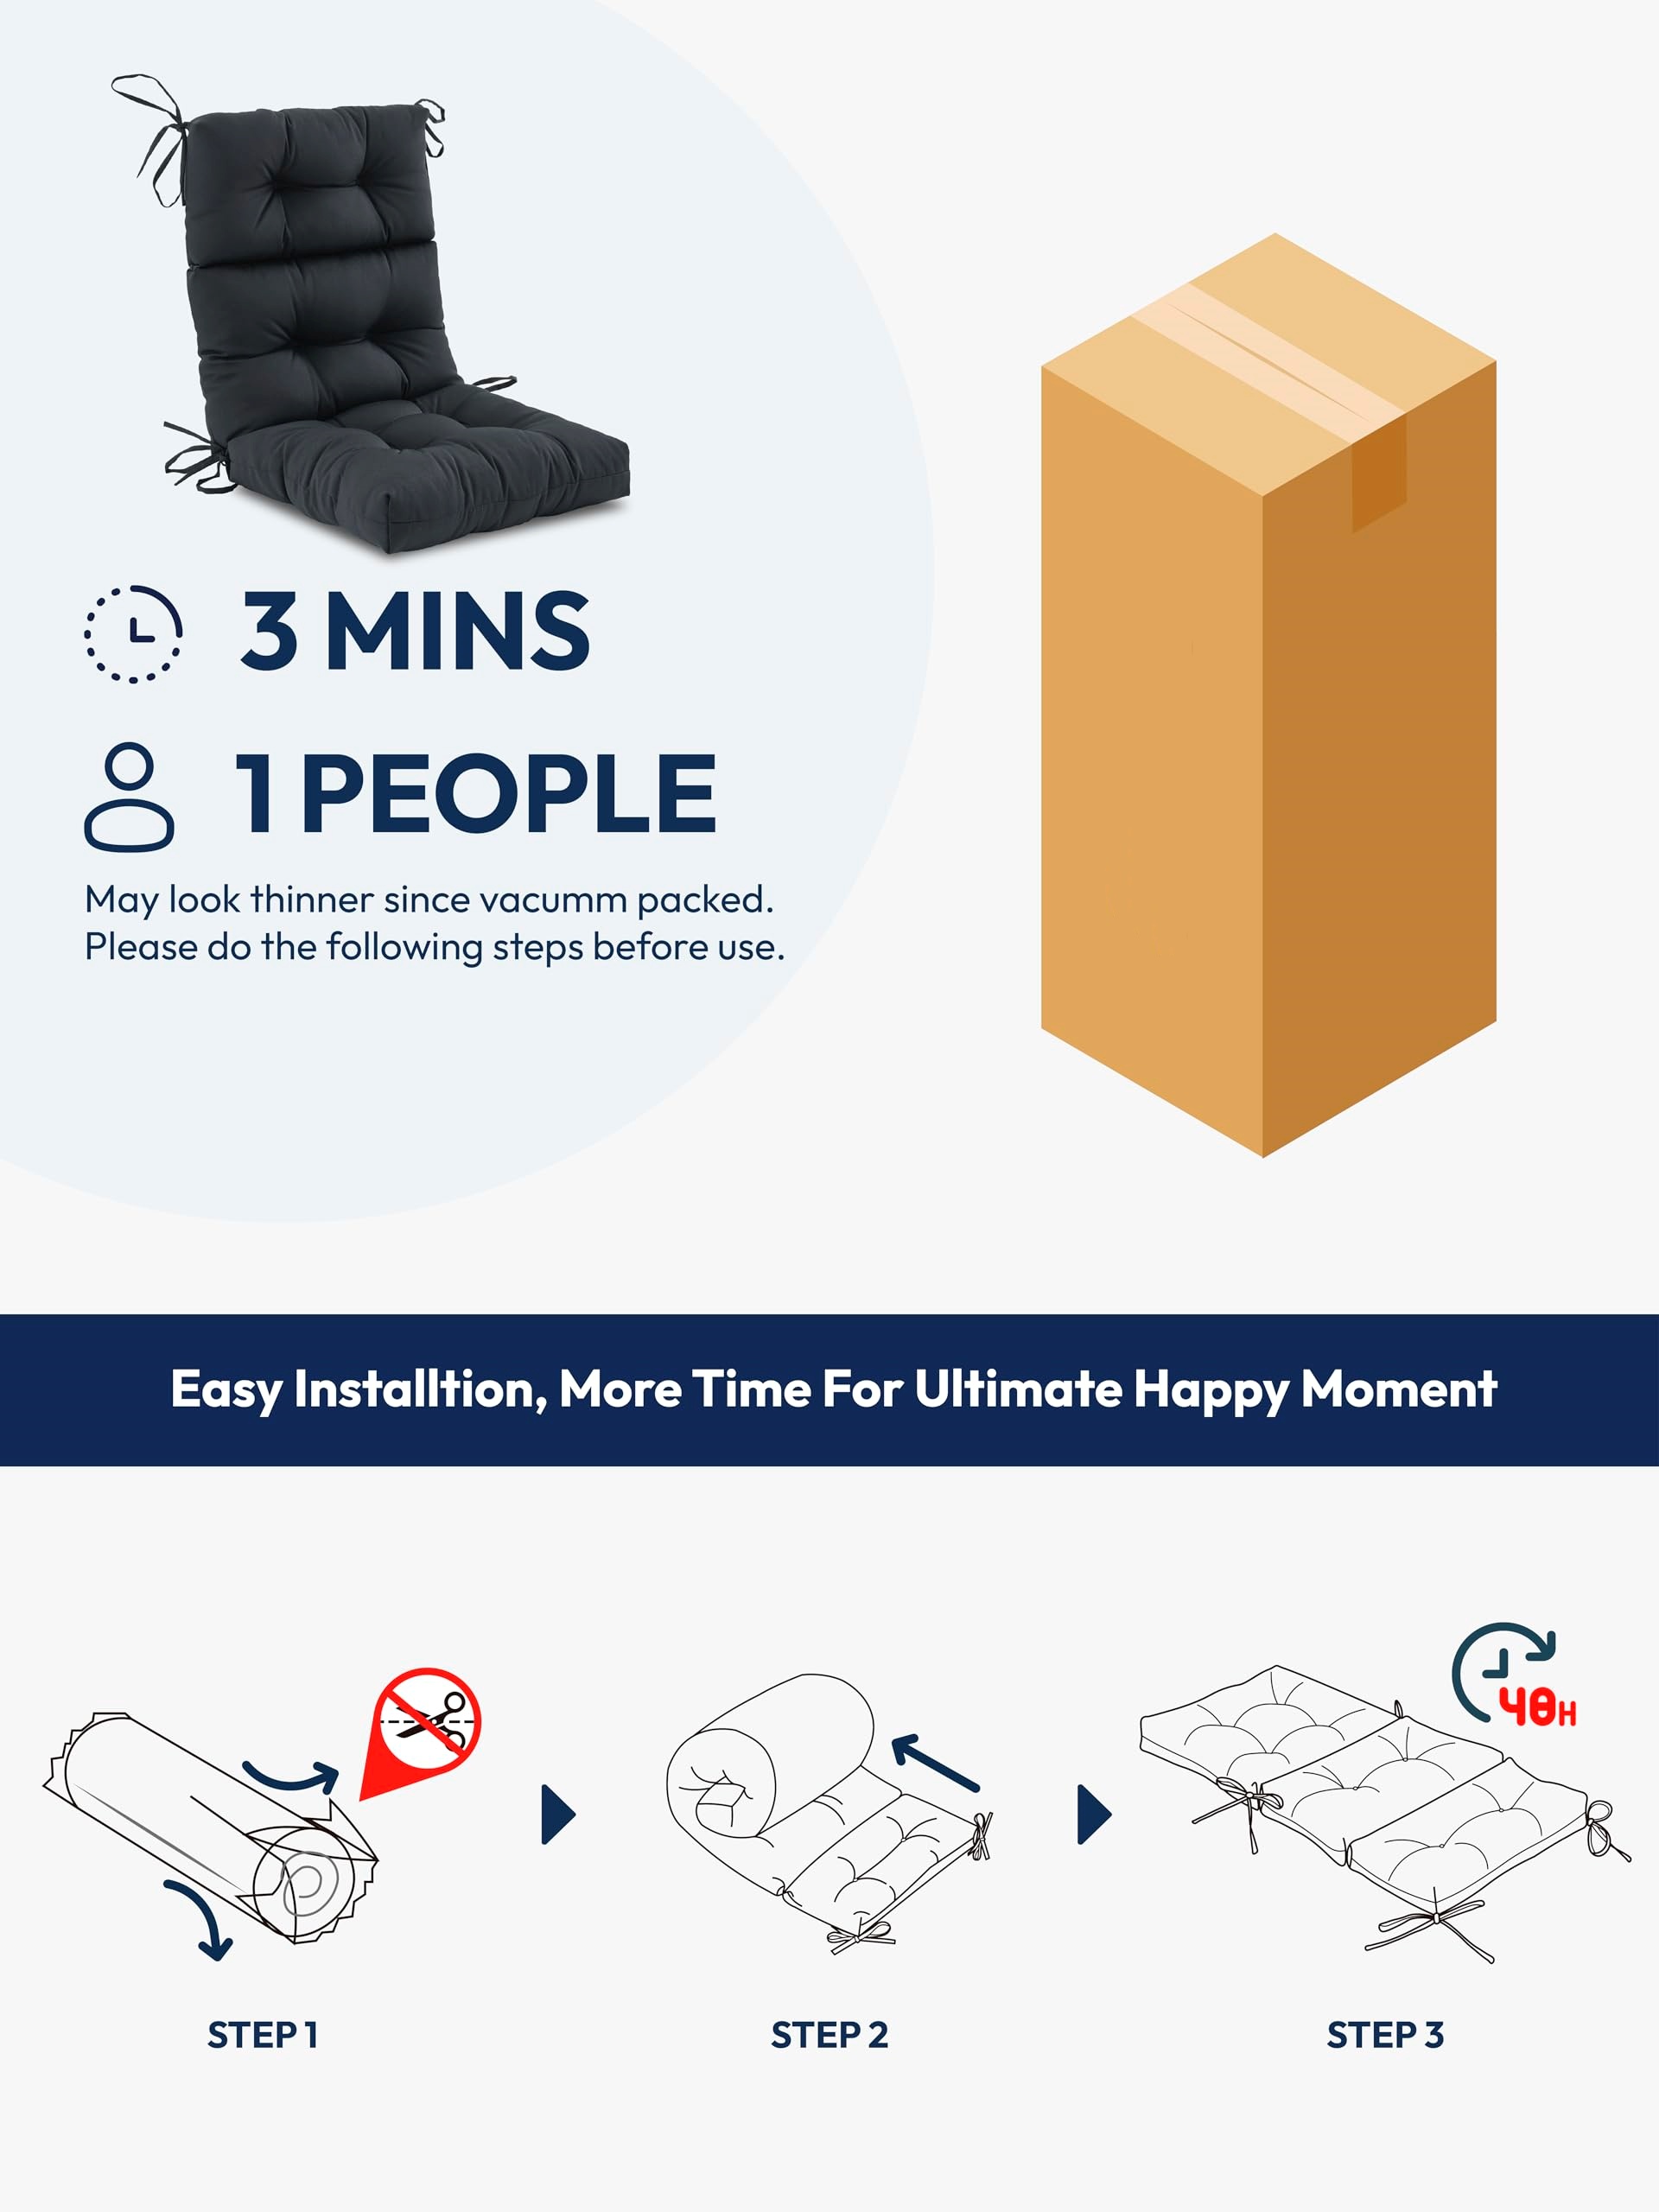 3 MINS
1 PEOPLE
May look thinner since vacumm packed.
Please do the following steps before use.
Easy Installtion, More Time For Ultimate Happy Moment
48H
STEP 1
STEP 2
STEP 3